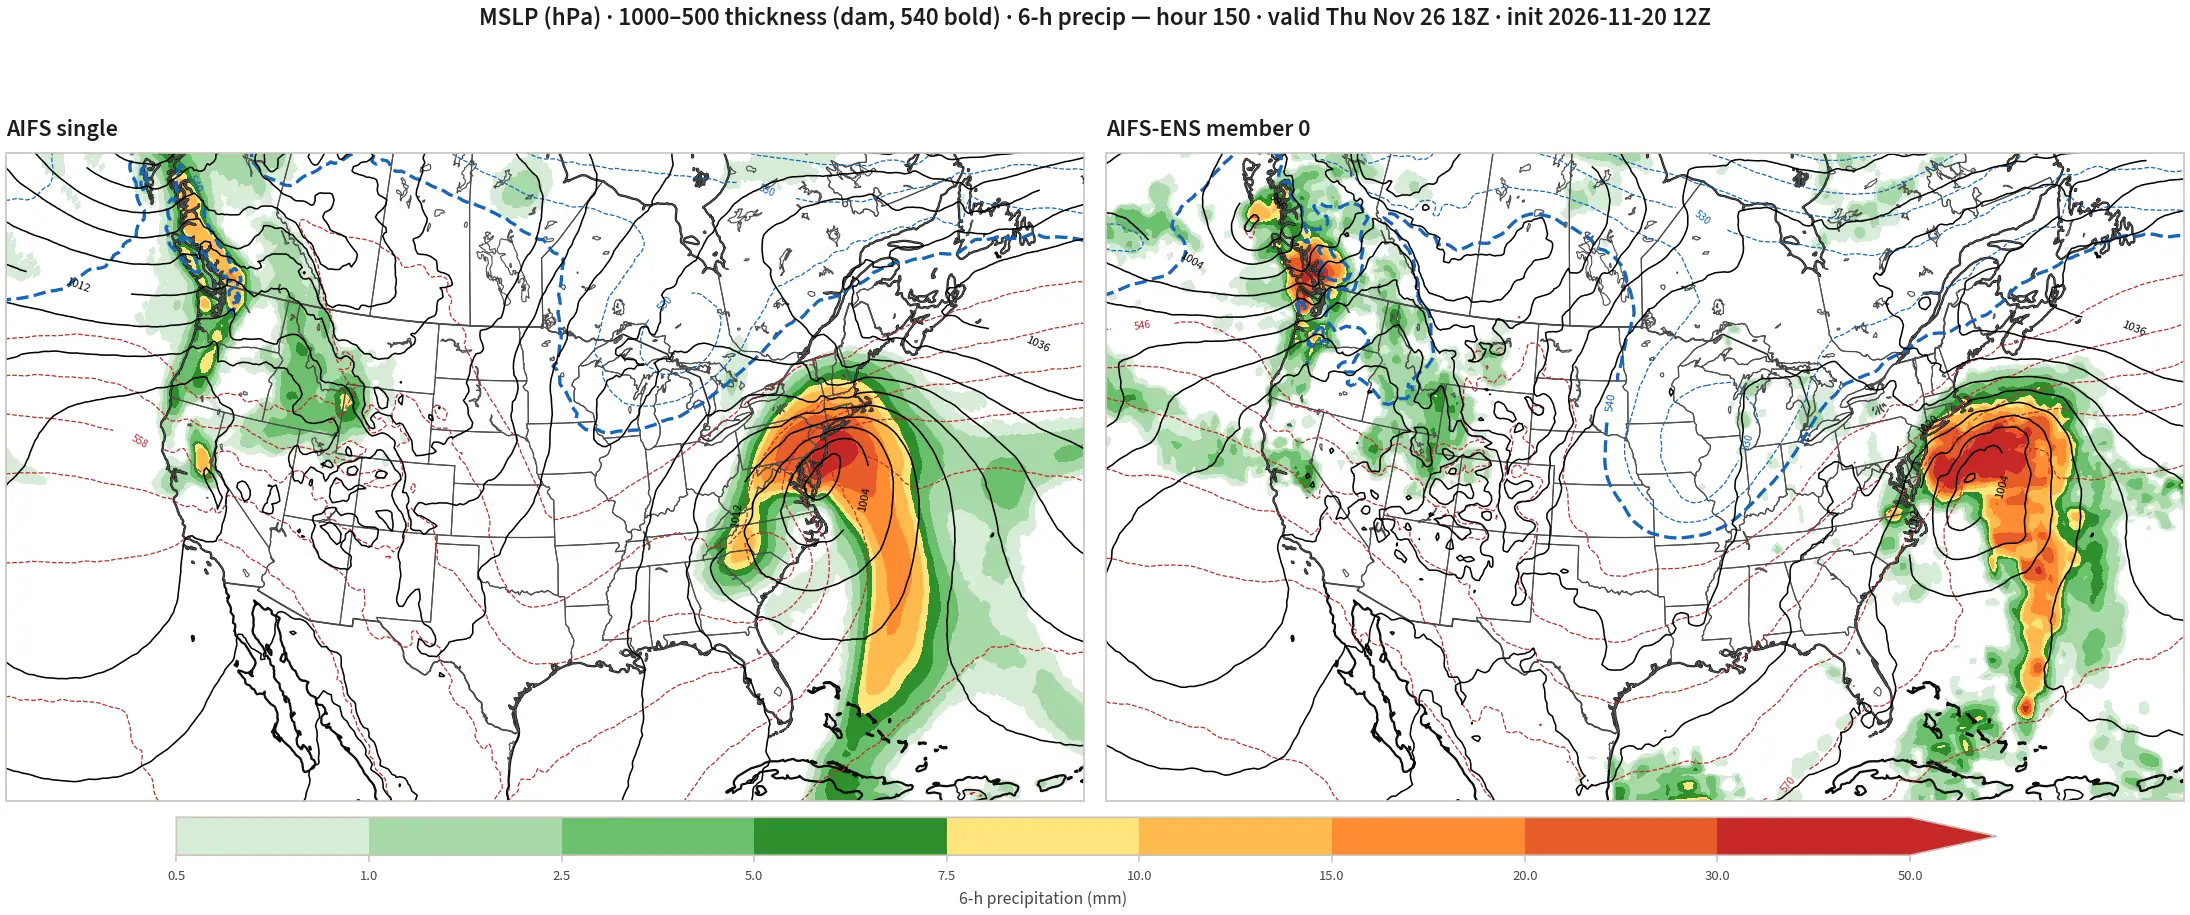 MSLP (hPa) · 1000–500 thickness (dam, 540 bold) · 6-h precip — hour 150 · valid Thu Nov 26 18Z · init 2026-11-20 12Z
AIFS single
AIFS-ENS member 0
1012
558
1012
1004
1036
1004
546
530
540
1004
1036
570
0.5 1.0 2.5 5.0 7.5 10.0 15.0 20.0 30.0 50.0
6-h precipitation (mm)